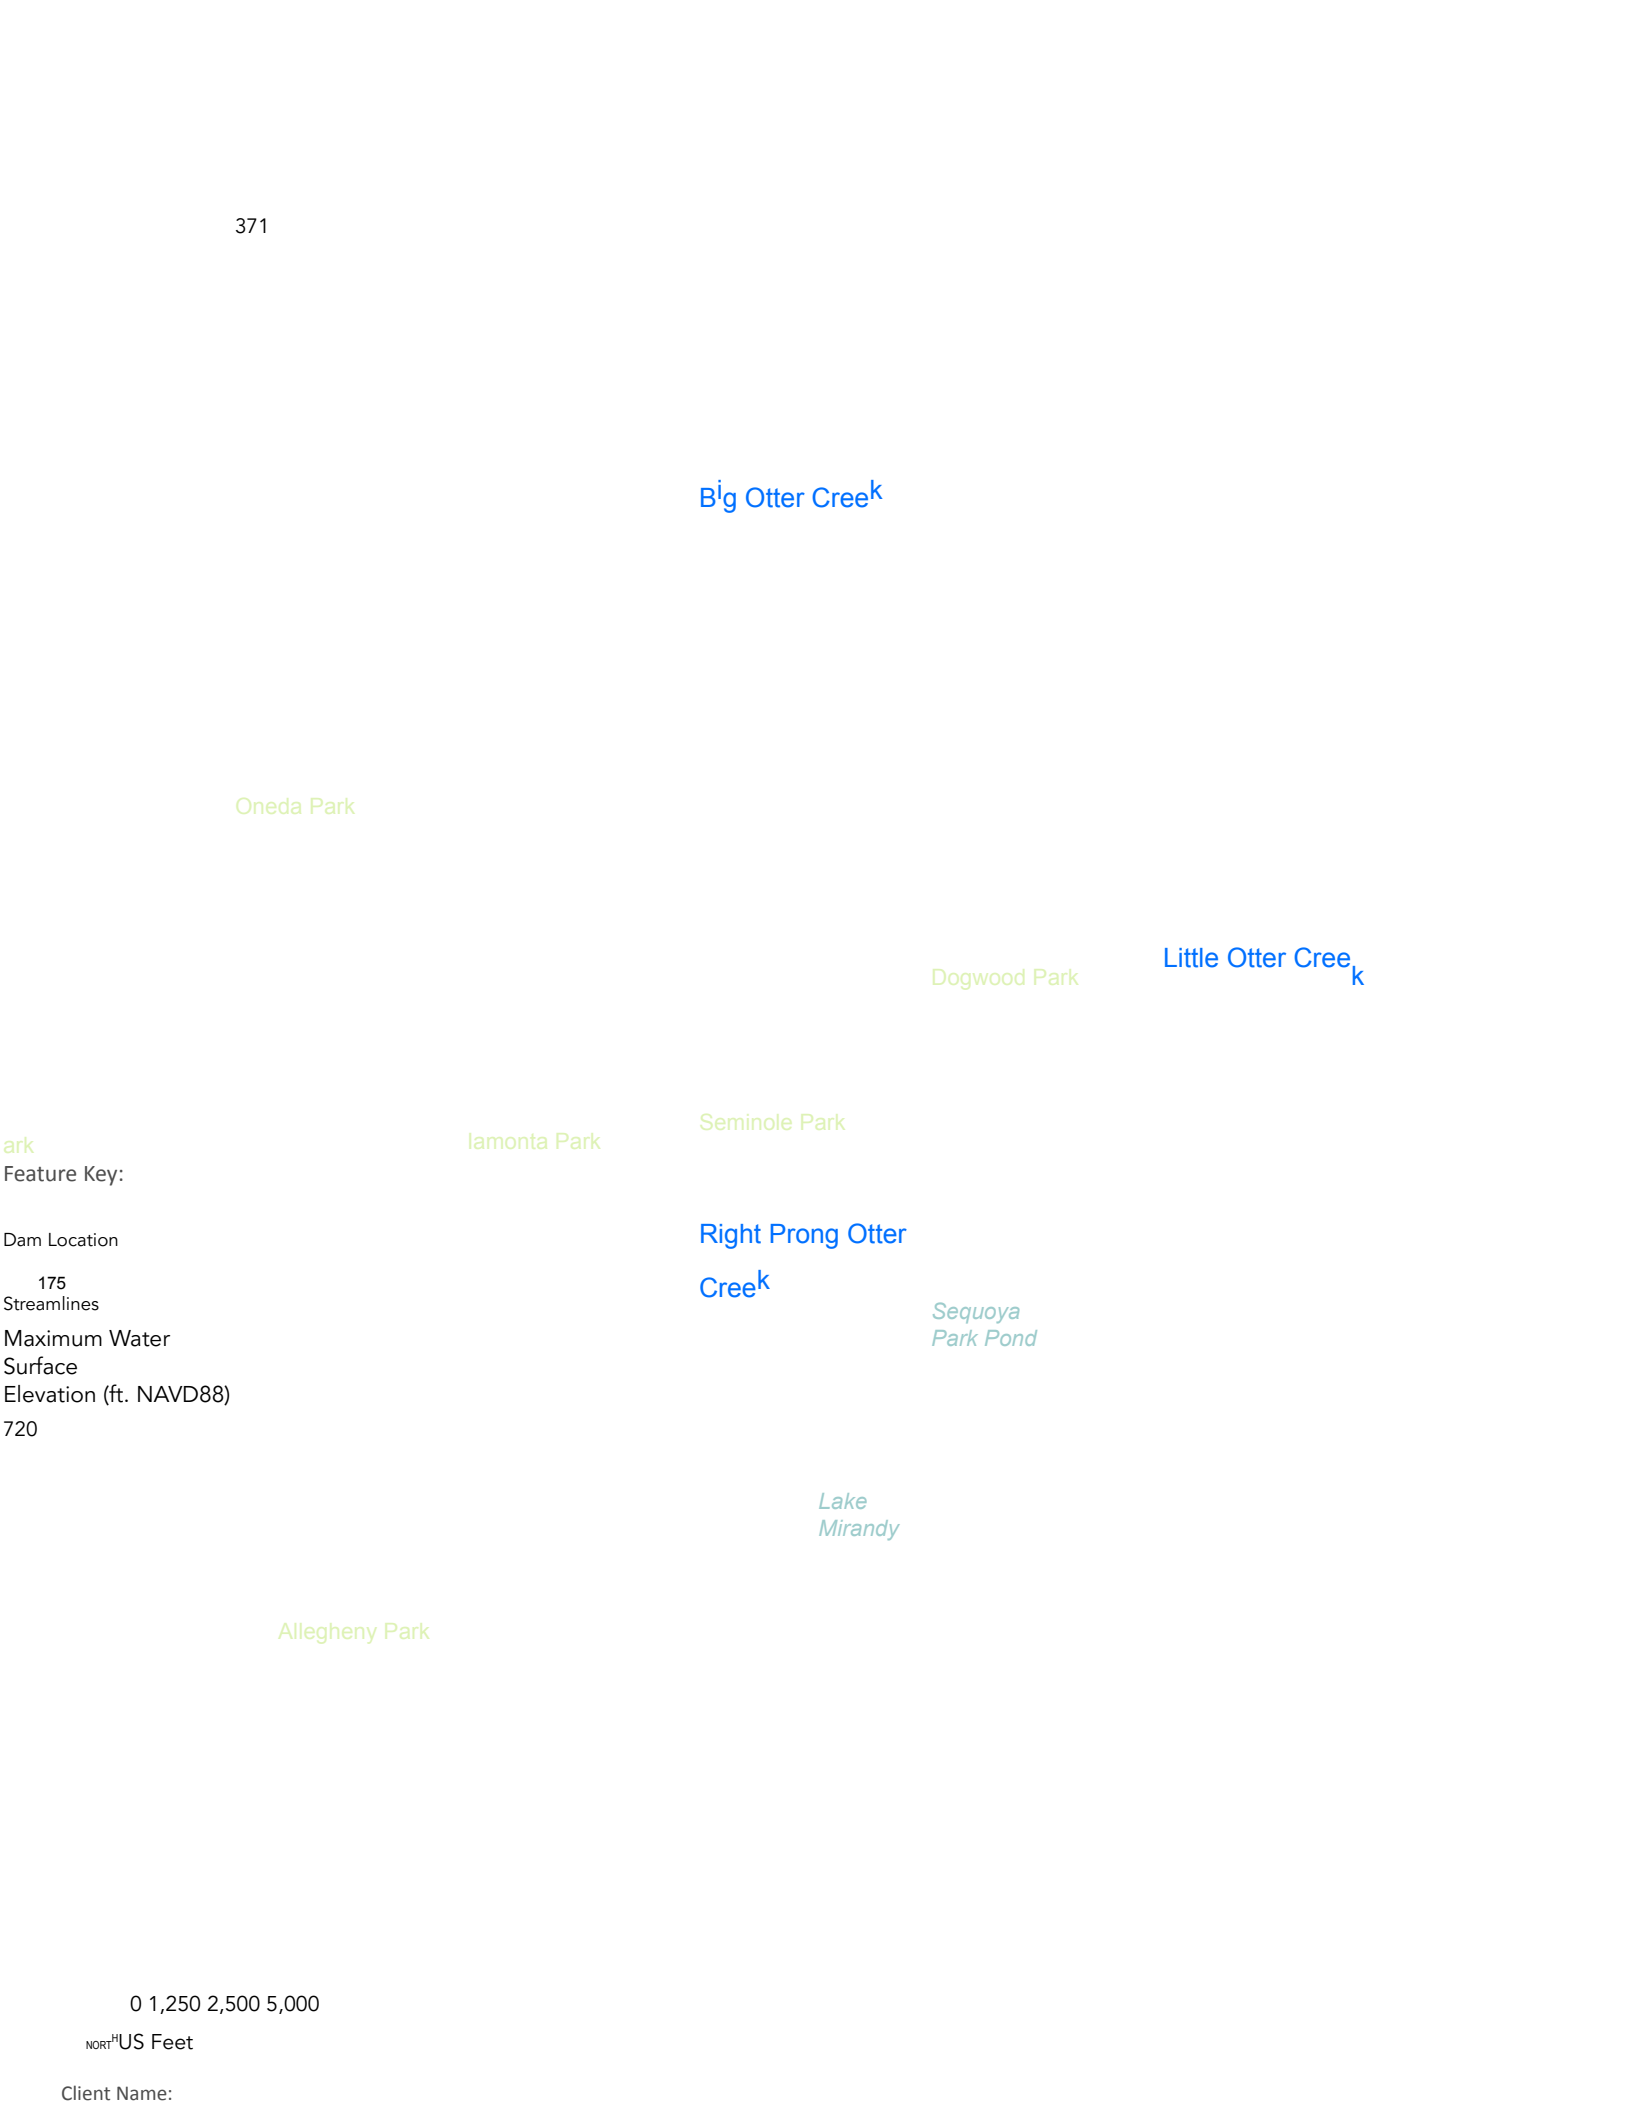 371
Big Otter Creek
Oneda Park
Little Otter Creek
Dogwood Park
Seminole Park
lamonta Park
ark
Feature Key:
Right Prong Otter
Creek
Dam Location
175
Streamlines
Sequoya
Park Pond
Maximum Water
Surface
Elevation (ft. NAVD88)
720
Lake
Mirandy
Allegheny Park
0 1,250 2,500 5,000
NORTH US Feet
Client Name: